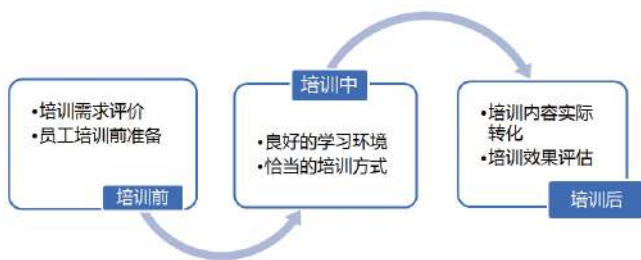 •培训需求评价
•员工培训前准备
培训前
培训中
•良好的学习环境
•恰当的培训方式
•培训内容实际
转化
•培训效果评估
培训后